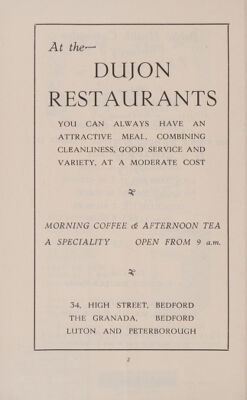 At the—
DUJON
RESTAURANTS
YOU CAN ALWAYS HAVE AN
ATTRACTIVE MEAL, COMBINING
CLEANLINESS, GOOD SERVICE AND
VARIETY, AT A MODERATE COST
MORNING COFFEE & AFTERNOON TEA
A SPECIALITY OPEN FROM 9 a.m.
34, HIGH STREET, BEDFORD
THE GRANADA, BEDFORD
LUTON AND PETERBOROUGH
2